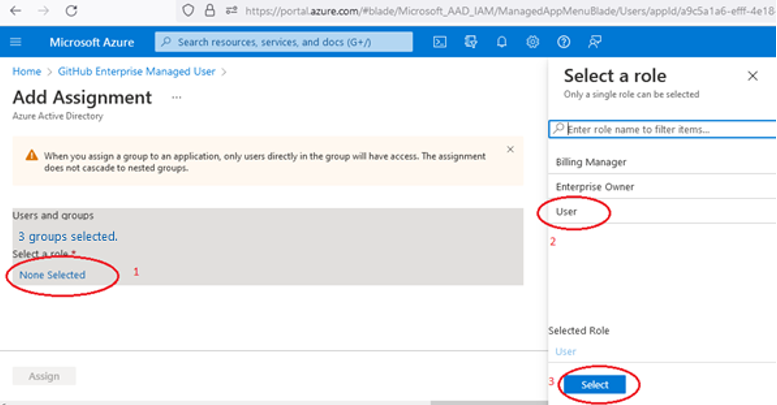 https://portal.azure.com/#blade/Microsoft_AAD_IAM/ManagedAppMenuBlade/Users/appId/a9c5a1a6-efff-4e18-
Microsoft Azure
Search resources, services, and docs (G+/)
Home > GitHub Enterprise Managed User >
Add Assignment ...
Azure Active Directory
When you assign a group to an application, only users directly in the group will have access. The assignment
does not cascade to nested groups.
Users and groups
3 groups selected.
Select a role *
None Selected
1
Assign
Select a role
Only a single role can be selected
Enter role name to filter items...
Billing Manager
Enterprise Owner
User
2
Selected Role
User
3
Select